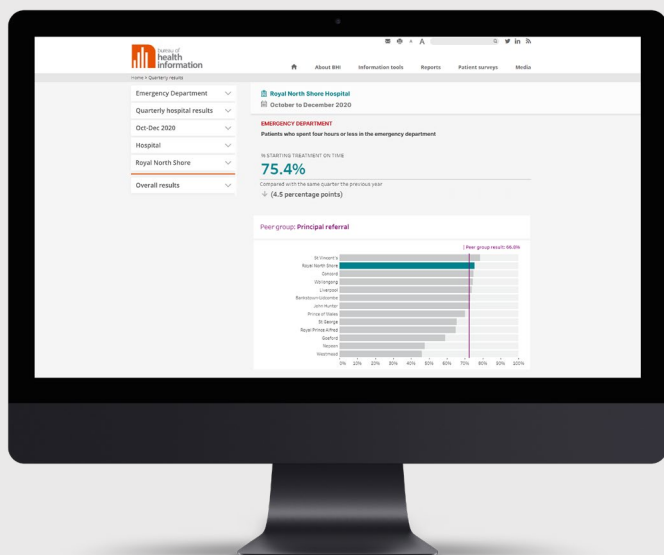 A
bureau of
health
information
About BHI Information tools Reports Patient surveys Media
Home > Quarterly results
Emergency Department
Quarterly hospital results
Oct-Dec 2020
Hospital
Royal North Shore
Overall results
Royal North Shore Hospital
October to December 2020
EMERGENCY DEPARTMENT
Patients who spent four hours or less in the emergency department
% STARTING TREATMENT ON TIME
75.4%
Compared with the same quarter the previous year
(4.5 percentage points)
Peer group: Principal referral
Peer group result: 66.8%
St Vincent's
Royal North Shore
Concord
Wollongong
Liverpool
Bankstown-Lidcombe
John Hunter
Prince of Wales
St George
Royal Prince Alfred
Gosford
Nepean
Westmead
0% 10% 20% 30% 40% 50% 60% 70% 80% 90% 100%